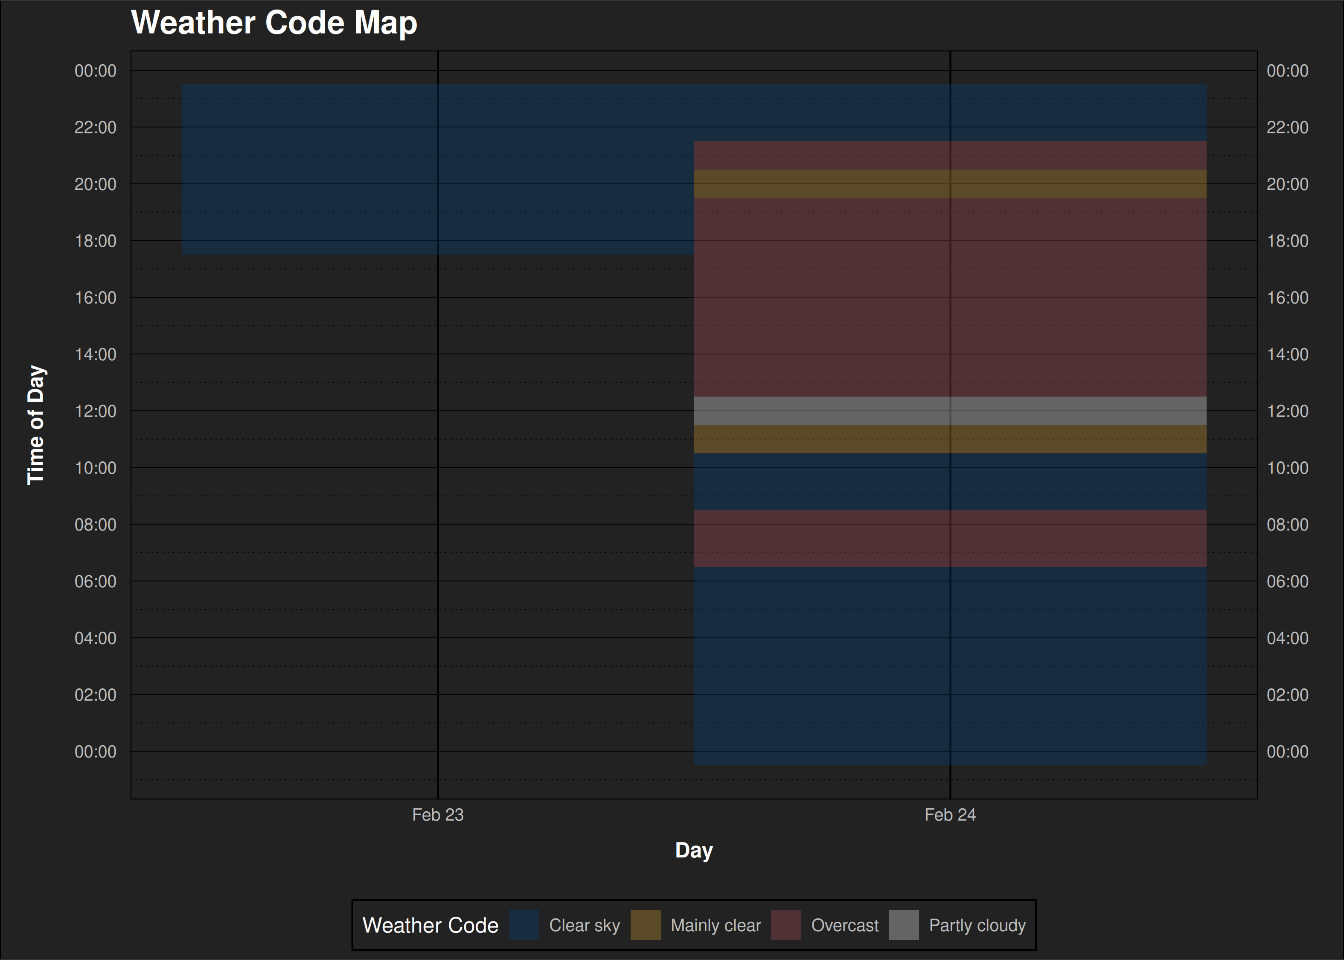 Weather Code Map
00:00 00:00
22:00 22:00
20:00 20:00
18:00 18:00
16:00 16:00
14:00 14:00
12:00 12:00
10:00 10:00
08:00 08:00
06:00 06:00
04:00 04:00
02:00 02:00
00:00 00:00
Time of Day
Feb 23 Feb 24
Day
Weather Code Clear sky Mainly clear Overcast Partly cloudy